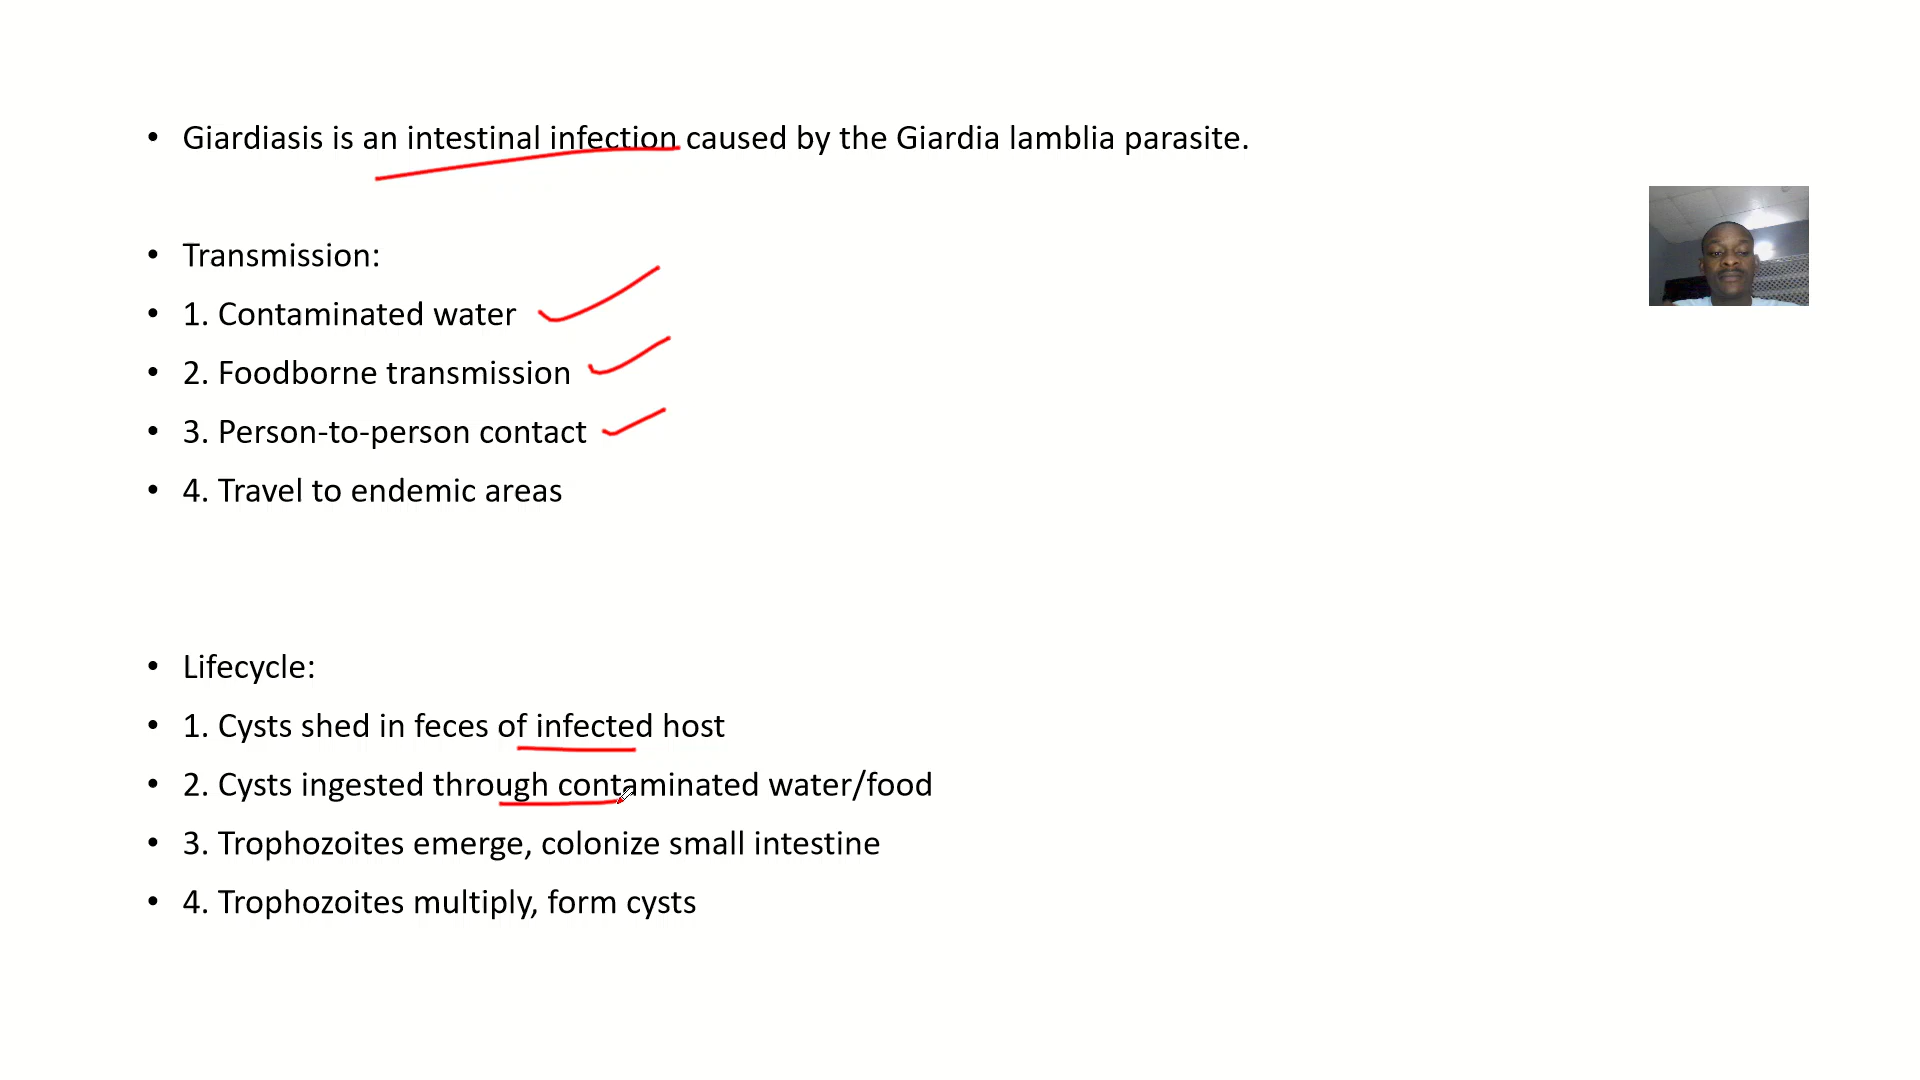 • Giardiasis is an intestinal infection caused by the Giardia lamblia parasite.
• Transmission:
• 1. Contaminated water
• 2. Foodborne transmission
• 3. Person-to-person contact
• 4. Travel to endemic areas
• Lifecycle:
• 1. Cysts shed in feces of infected host
• 2. Cysts ingested through contaminated water/food
• 3. Trophozoites emerge, colonize small intestine
• 4. Trophozoites multiply, form cysts